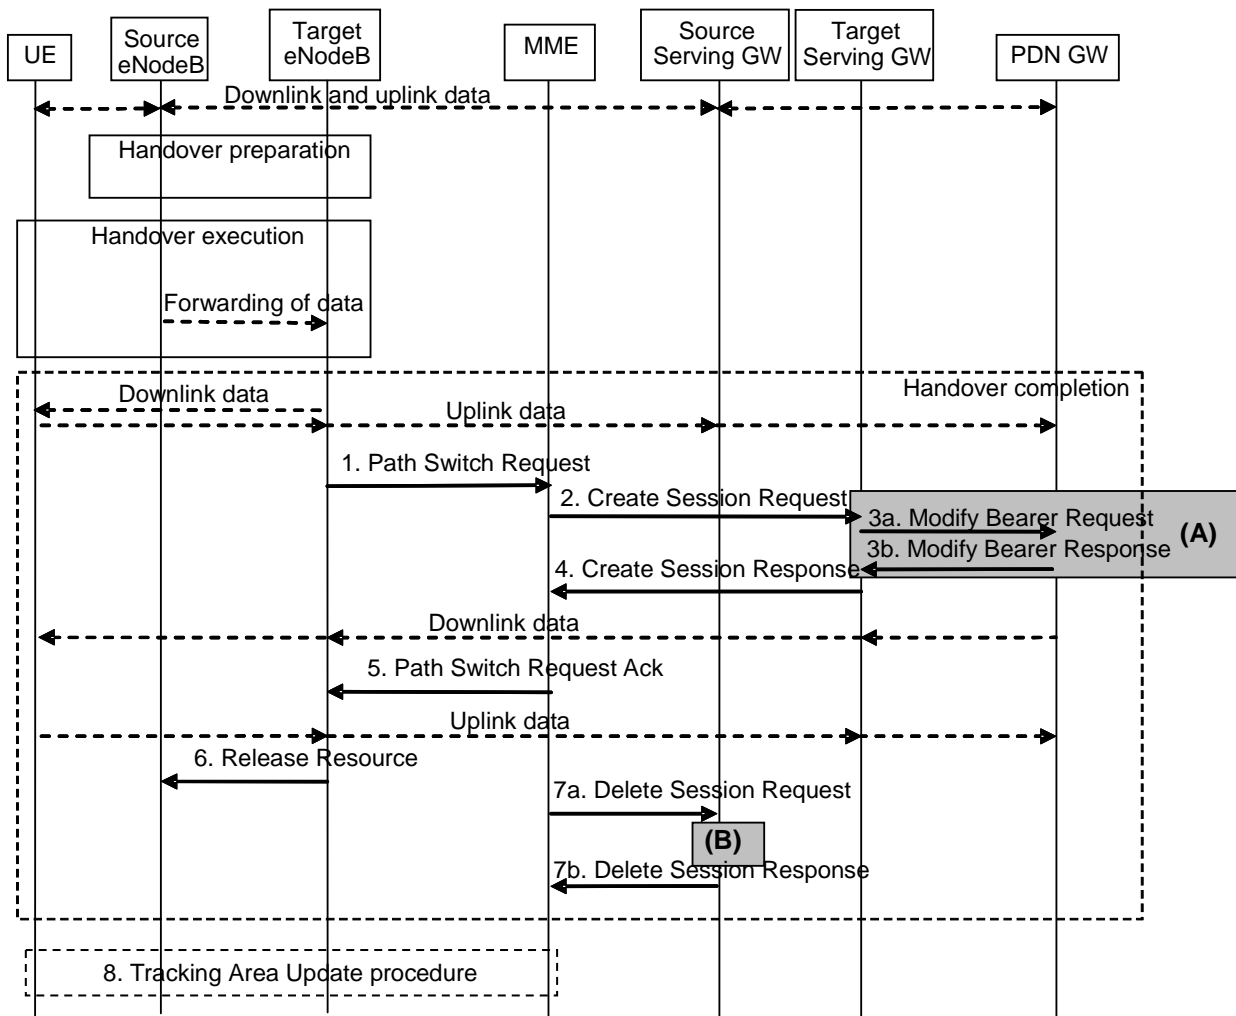 UE
Source
eNodeB
Target
eNodeB
MME
Source
Serving GW
Target
Serving GW
PDN GW
Downlink and uplink data
Handover preparation
Handover execution
Forwarding of data
Handover completion
Downlink data
Uplink data
1. Path Switch Request
2. Create Session Request
3a. Modify Bearer Request
(A)
3b. Modify Bearer Response
4. Create Session Response
Downlink data
5. Path Switch Request Ack
Uplink data
6. Release Resource
7a. Delete Session Request
(B)
7b. Delete Session Response
8. Tracking Area Update procedure